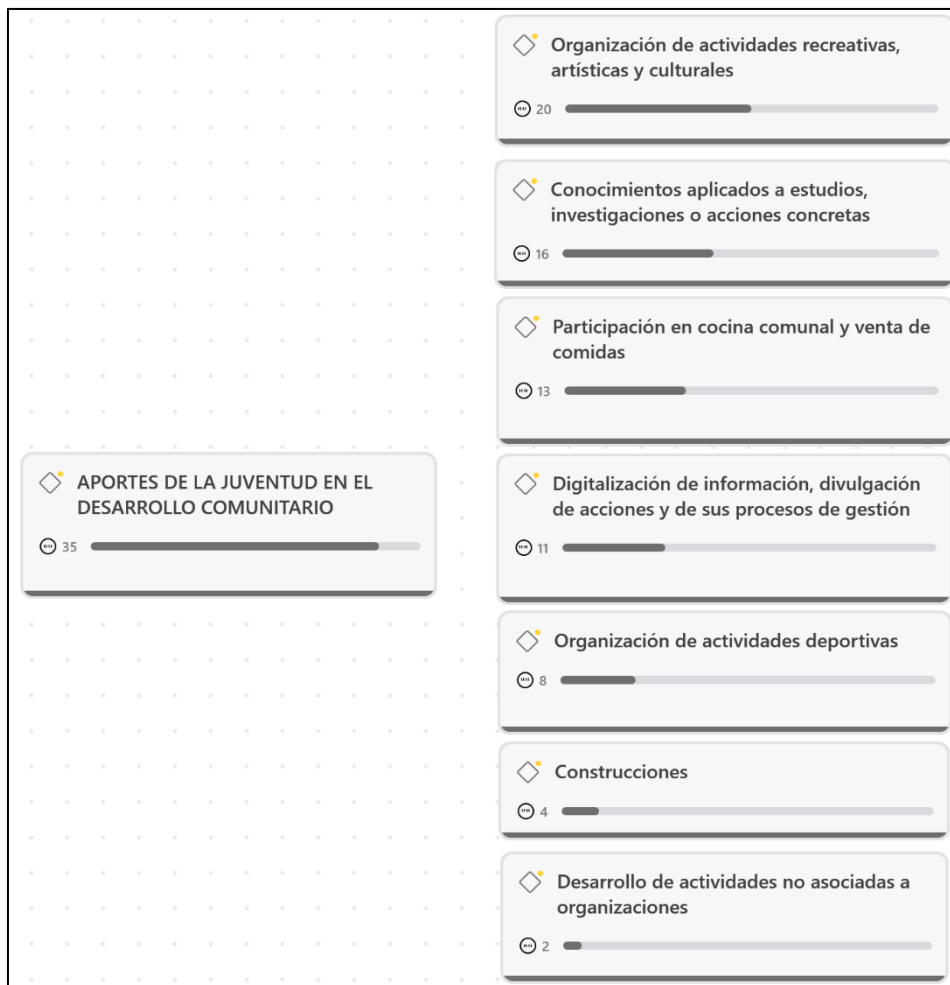 Organización de actividades recreativas,
artísticas y culturales
20
Conocimientos aplicados a estudios,
investigaciones o acciones concretas
16
Participación en cocina comunal y venta de
comidas
13
APORTES DE LA JUVENTUD EN EL
DESARROLLO COMUNITARIO
35
Digitalización de información, divulgación
de acciones y de sus procesos de gestión
11
Organización de actividades deportivas
8
Construcciones
4
Desarrollo de actividades no asociadas a
organizaciones
2